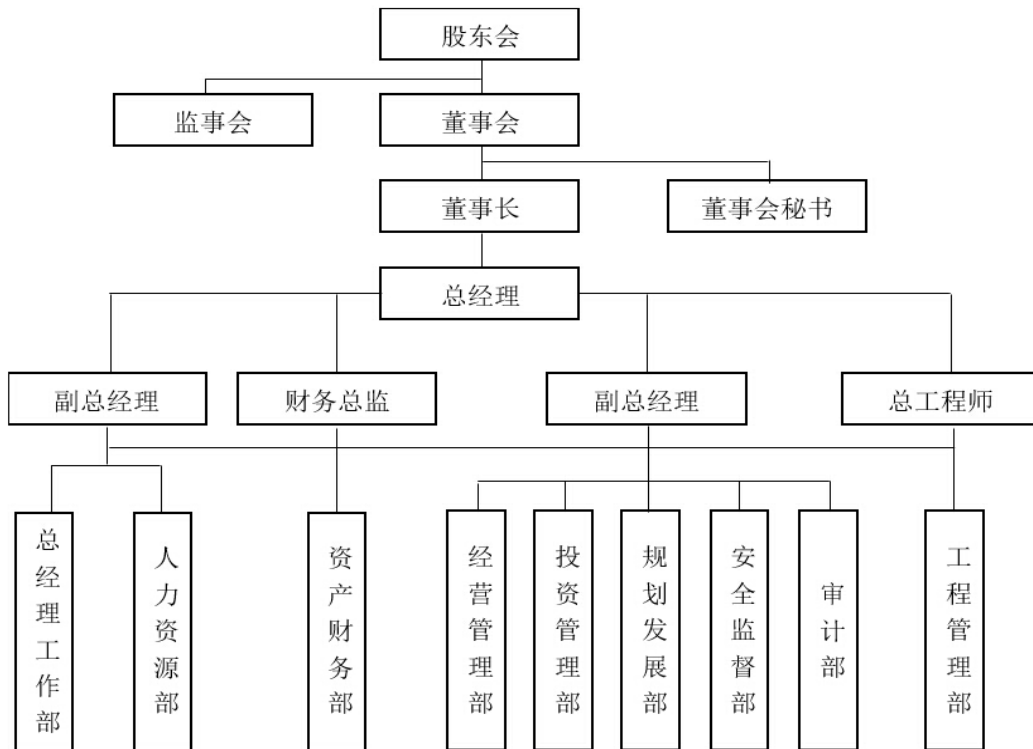 股东会
监事会
董事会
董事长
董事会秘书
总经理
副总经理
财务总监
副总经理
总工程师
总经理工作部
人力资源部
资产财务部
经营管理部
投资管理部
规划发展部
安全监督部
审计部
工程管理部